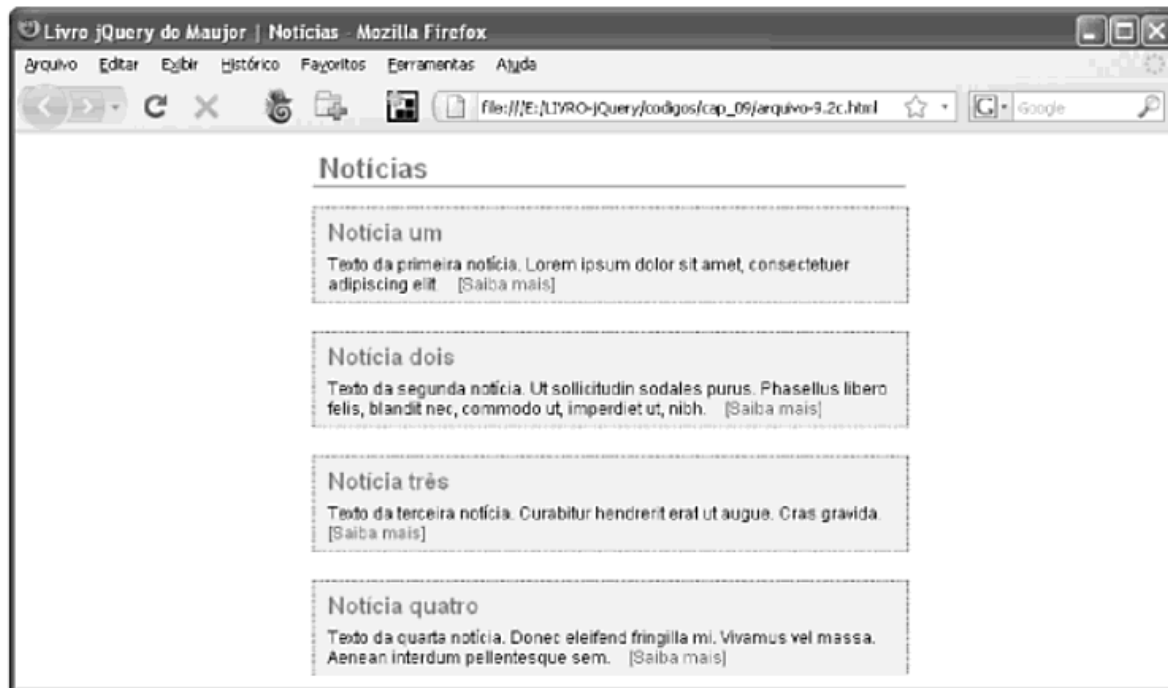 Livro jQuery do Maujor | Notícias - Mozilla Firefox
Arquivo Editar Exibir Histórico Favoritos Ferramentas Ajuda
file:///E:/LIVRO-jQuery/codigos/cap_09/arquivo-9.2c.html
Google
Notícias
Notícia um
Texto da primeira notícia. Lorem ipsum dolor sit amet, consectetuer
adipiscing elit [Saiba mais]
Notícia dois
Texto da segunda notícia. Ut sollicitudin sodales purus. Phasellus libero
felis, blandit nec, commodo ut, imperdiet ut, nibh. [Saiba mais]
Notícia três
Texto da terceira notícia. Curabitur hendrerit erat ut augue. Cras gravida.
[Saiba mais]
Notícia quatro
Texto da quarta notícia. Donec eleifend fringilla mi. Vivamus vel massa.
Aenean interdum pellentesque sem. [Saiba mais]